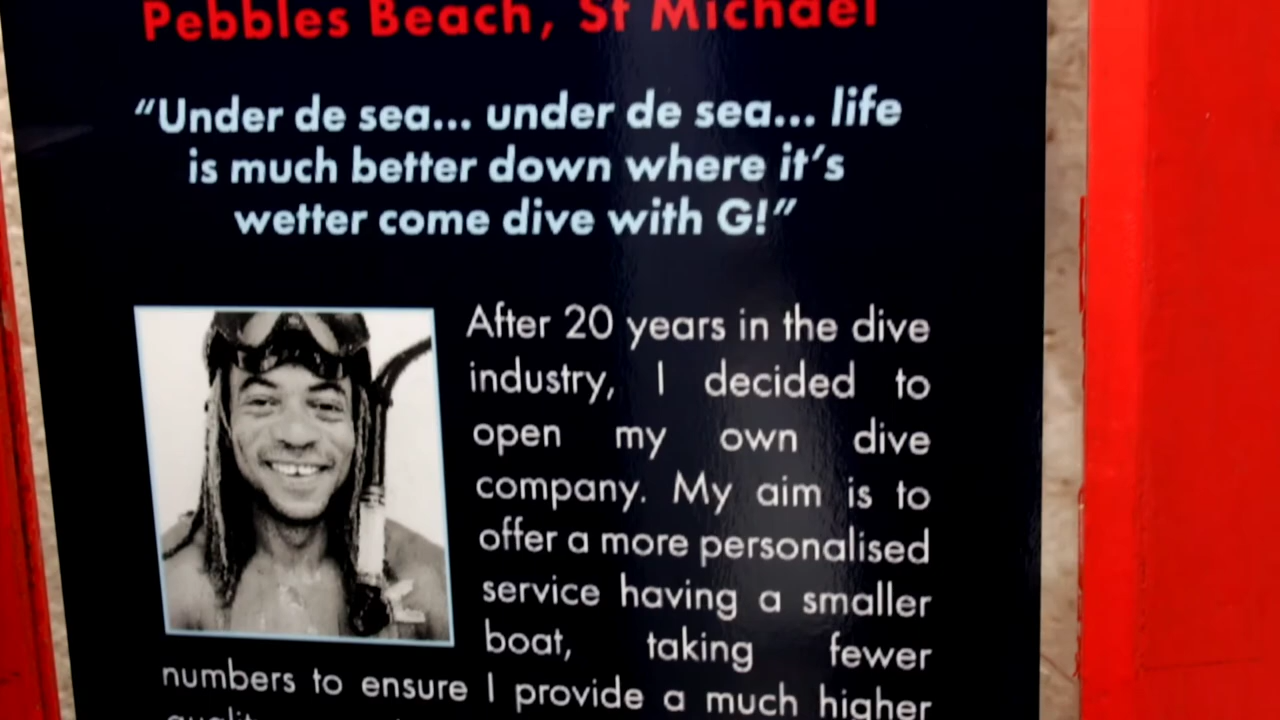 Pebbles Beach, St Michael
“Under de sea... under de sea... life
is much better down where it’s
wetter come dive with G!”
After 20 years in the dive
industry, I decided to
open my own dive
company. My aim is to
offer a more personalised
service having a smaller
boat, taking fewer
numbers to ensure I provide a much higher